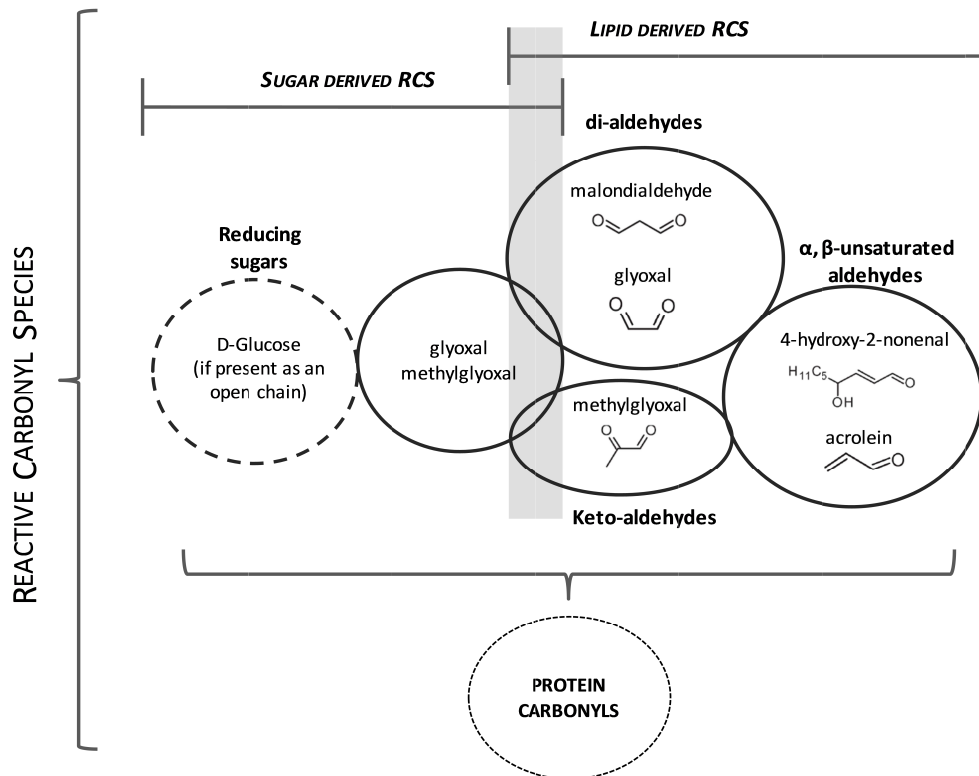 LIPID DERIVED RCS
SUGAR DERIVED RCS
di-aldehydes
malondialdehyde
O O
glyoxal
O O
Reducing
sugars
D-Glucose
(if present as an
open chain)
glyoxal
methylglyoxal
α, β-unsaturated
aldehydes
4-hydroxy-2-nonenal
H₁₁C₅ O
OH
acrolein
O
methylglyoxal
O O
Keto-aldehydes
REACTIVE CARBONYL SPECIES
PROTEIN
CARBONYLS